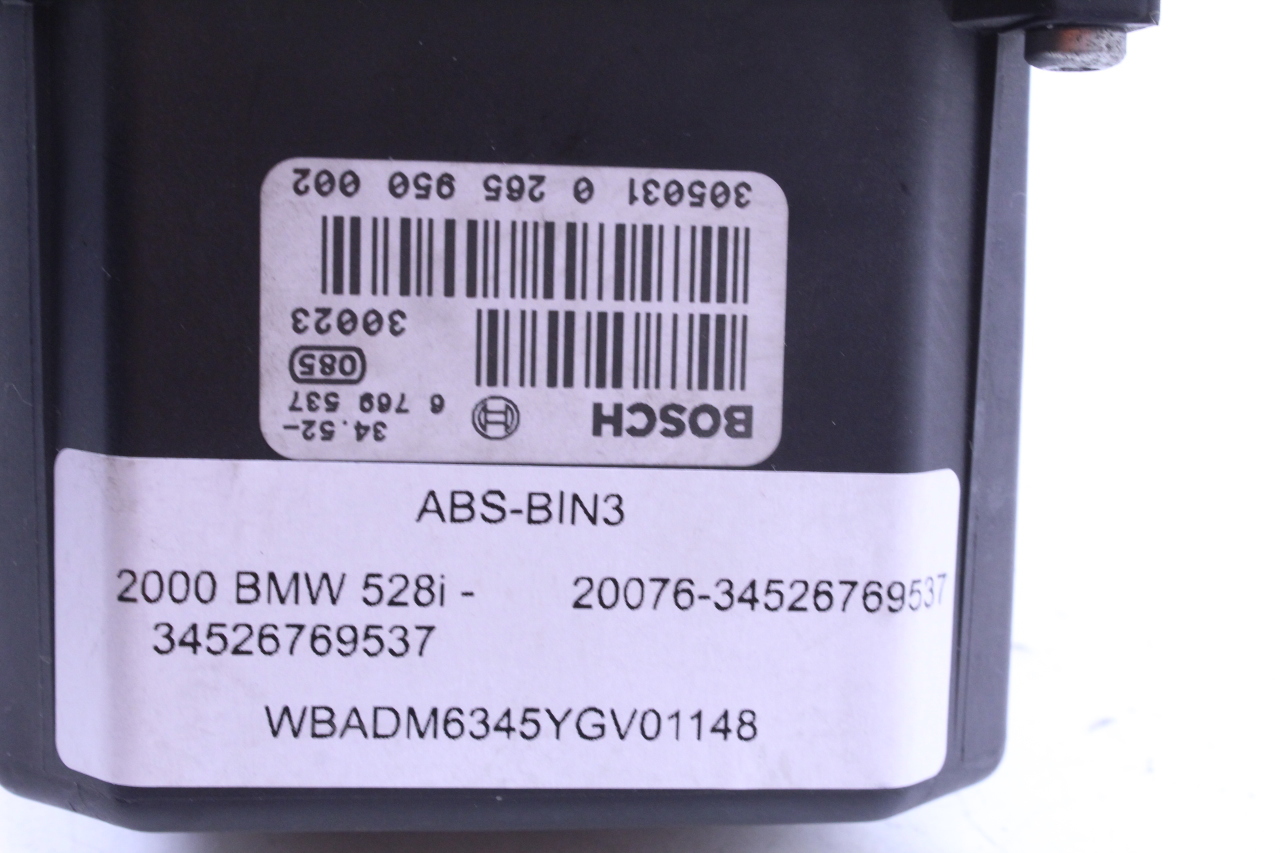 BOSCH
34.52-
6 769 537
085
30023
305031 0 265 950 002
ABS-BIN3
2000 BMW 528i - 20076-34526769537
34526769537
WBADM6345YGV01148